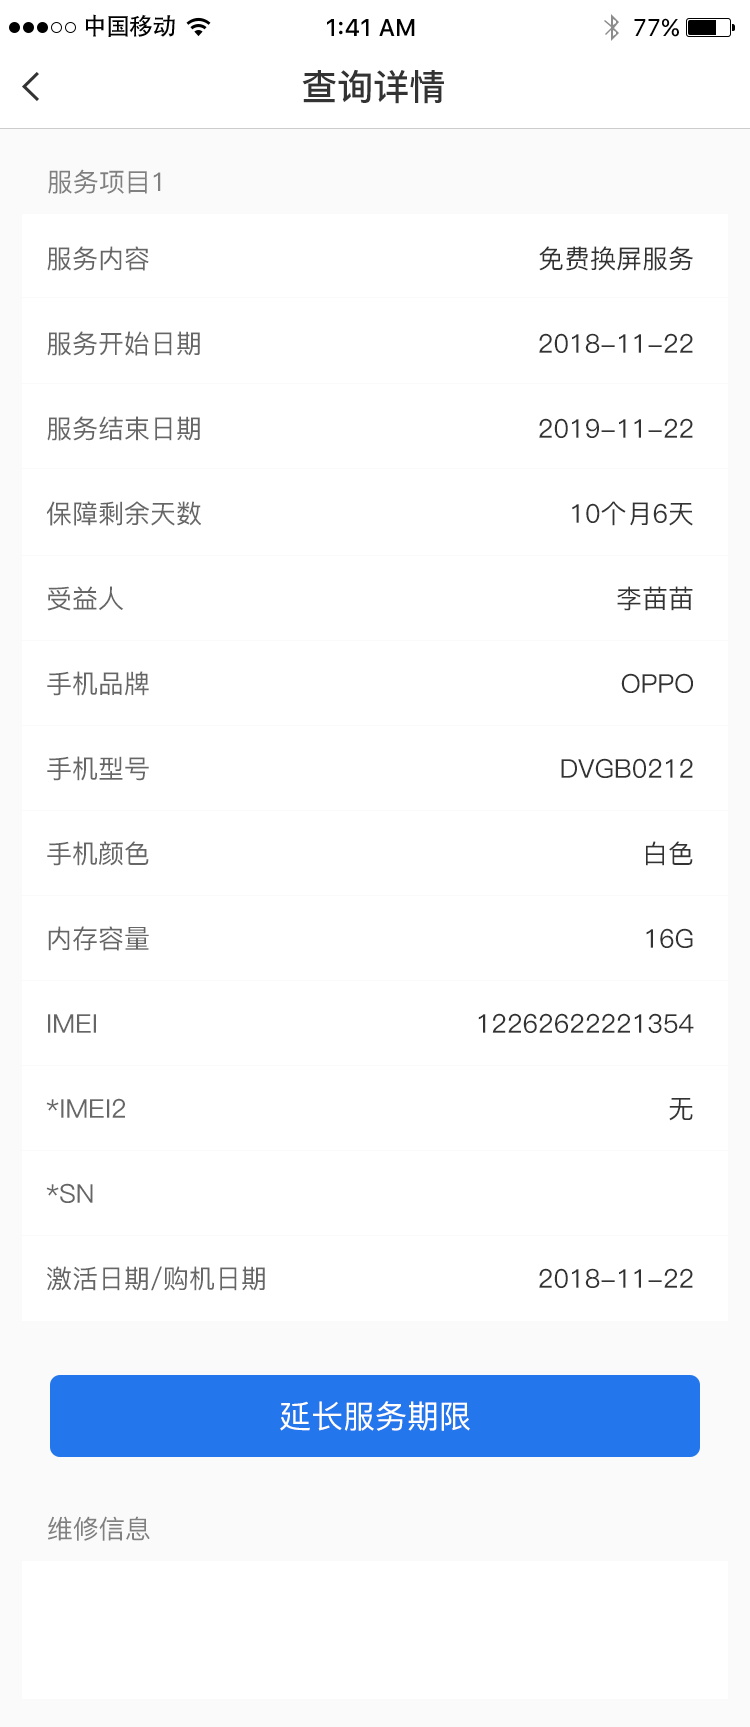 中国移动 1:41 AM 77%
查询详情
服务项目1
服务内容 免费换屏服务
服务开始日期 2018-11-22
服务结束日期 2019-11-22
保障剩余天数 10个月6天
受益人 李苗苗
手机品牌 OPPO
手机型号 DVGB0212
手机颜色 白色
内存容量 16G
IMEI 12262622221354
*IMEI2 无
*SN
激活日期/购机日期 2018-11-22
延长服务期限
维修信息